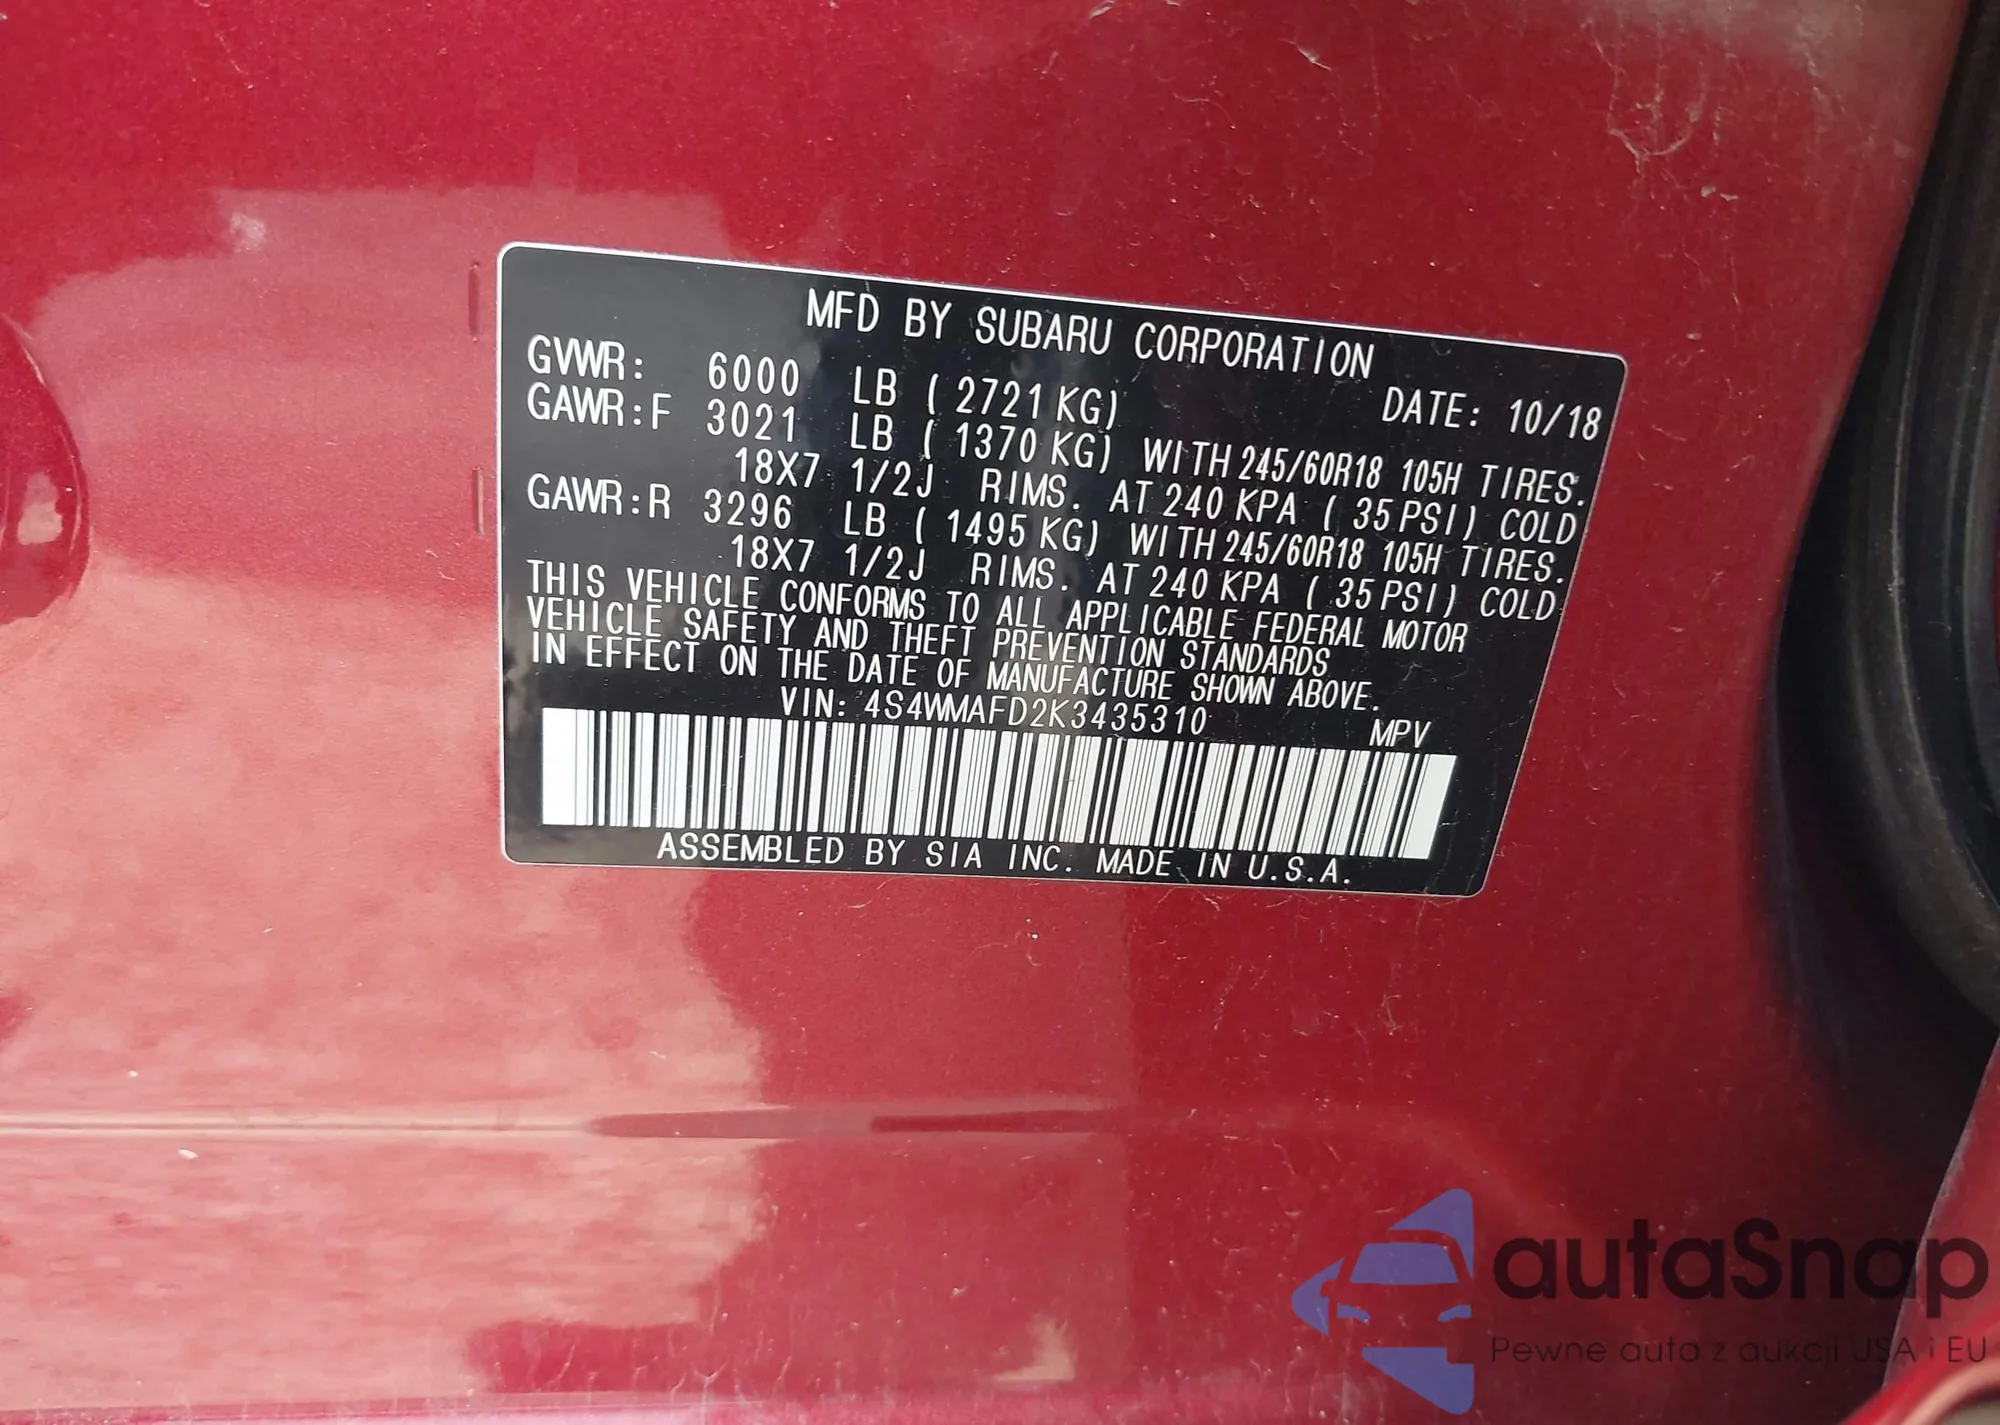 MFD BY SUBARU CORPORATION
GVWR: 6000 LB ( 2721 KG) DATE: 10/18
GAWR:F 3021 LB ( 1370 KG) WITH 245/60R18 105H TIRES.
18X7 1/2J RIMS. AT 240 KPA ( 35 PSI) COLD
GAWR:R 3296 LB ( 1495 KG) WITH 245/60R18 105H TIRES.
18X7 1/2J RIMS. AT 240 KPA ( 35 PSI) COLD
THIS VEHICLE CONFORMS TO ALL APPLICABLE FEDERAL MOTOR
VEHICLE SAFETY AND THEFT PREVENTION STANDARDS
IN EFFECT ON THE DATE OF MANUFACTURE SHOWN ABOVE.
VIN: 4S4WMAFD2K3435310 MPV
ASSEMBLED BY SIA INC. MADE IN U.S.A.
autaSnap
Pewne auta z aukcji USA i EU